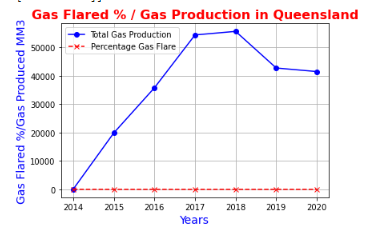 Gas Flared % / Gas Production in Queensland
Total Gas Production
Percentage Gas Flare
Gas Flared %/Gas Produced MM3
50000
40000
30000
20000
10000
0
2014 2015 2016 2017 2018 2019 2020
Years